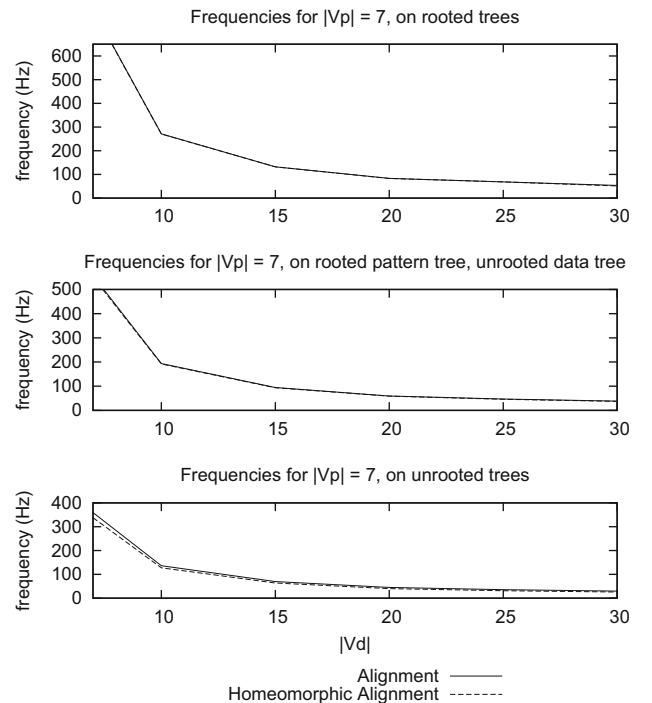 Frequencies for |Vp| = 7, on rooted trees
frequency (Hz)
600
500
400
300
200
100
0
10 15 20 25 30
Frequencies for |Vp| = 7, on rooted pattern tree, unrooted data tree
frequency (Hz)
500
400
300
200
100
0
10 15 20 25 30
Frequencies for |Vp| = 7, on unrooted trees
frequency (Hz)
400
300
200
100
0
10 15 20 25 30
|Vd|
Alignment
Homeomorphic Alignment